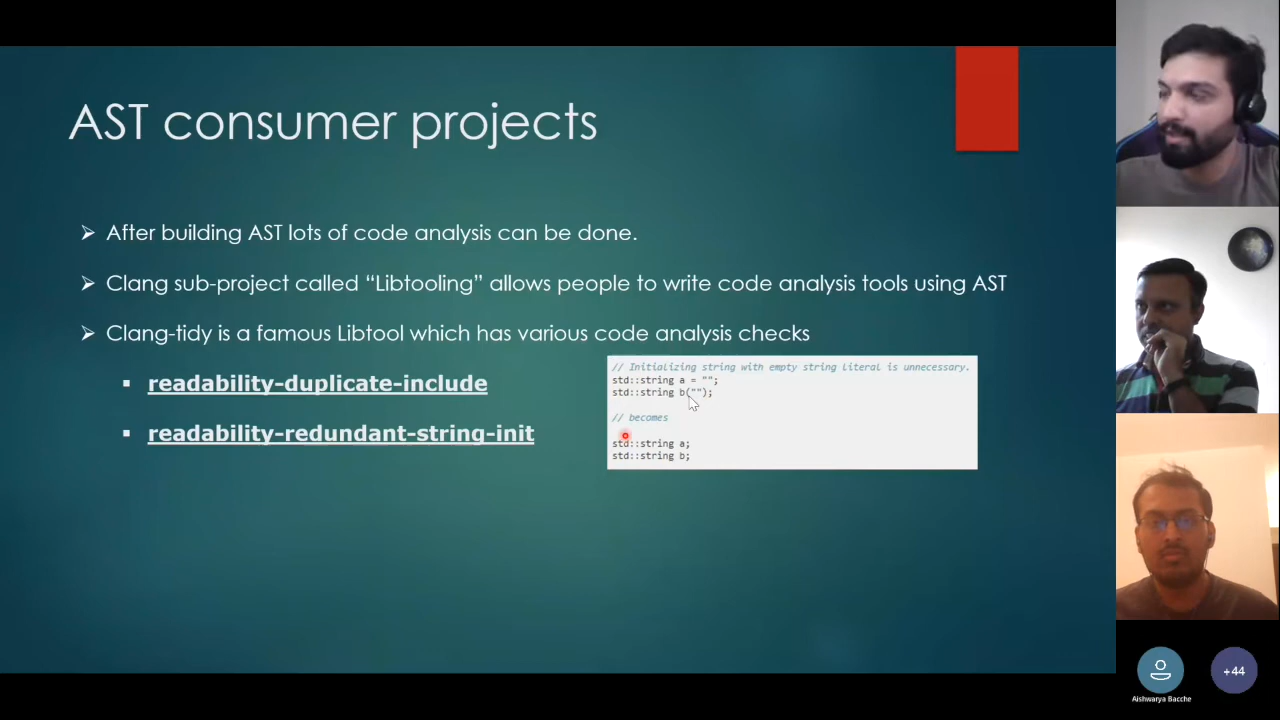 AST consumer projects
After building AST lots of code analysis can be done.
Clang sub-project called “Libtooling” allows people to write code analysis tools using AST
Clang-tidy is a famous Libtool which has various code analysis checks
readability-duplicate-include
readability-redundant-string-init
// Initializing string with empty string literal is unnecessary.
std::string a = "";
std::string b("");
// becomes
std::string a;
std::string b;
Aishwarya Bacche
+44